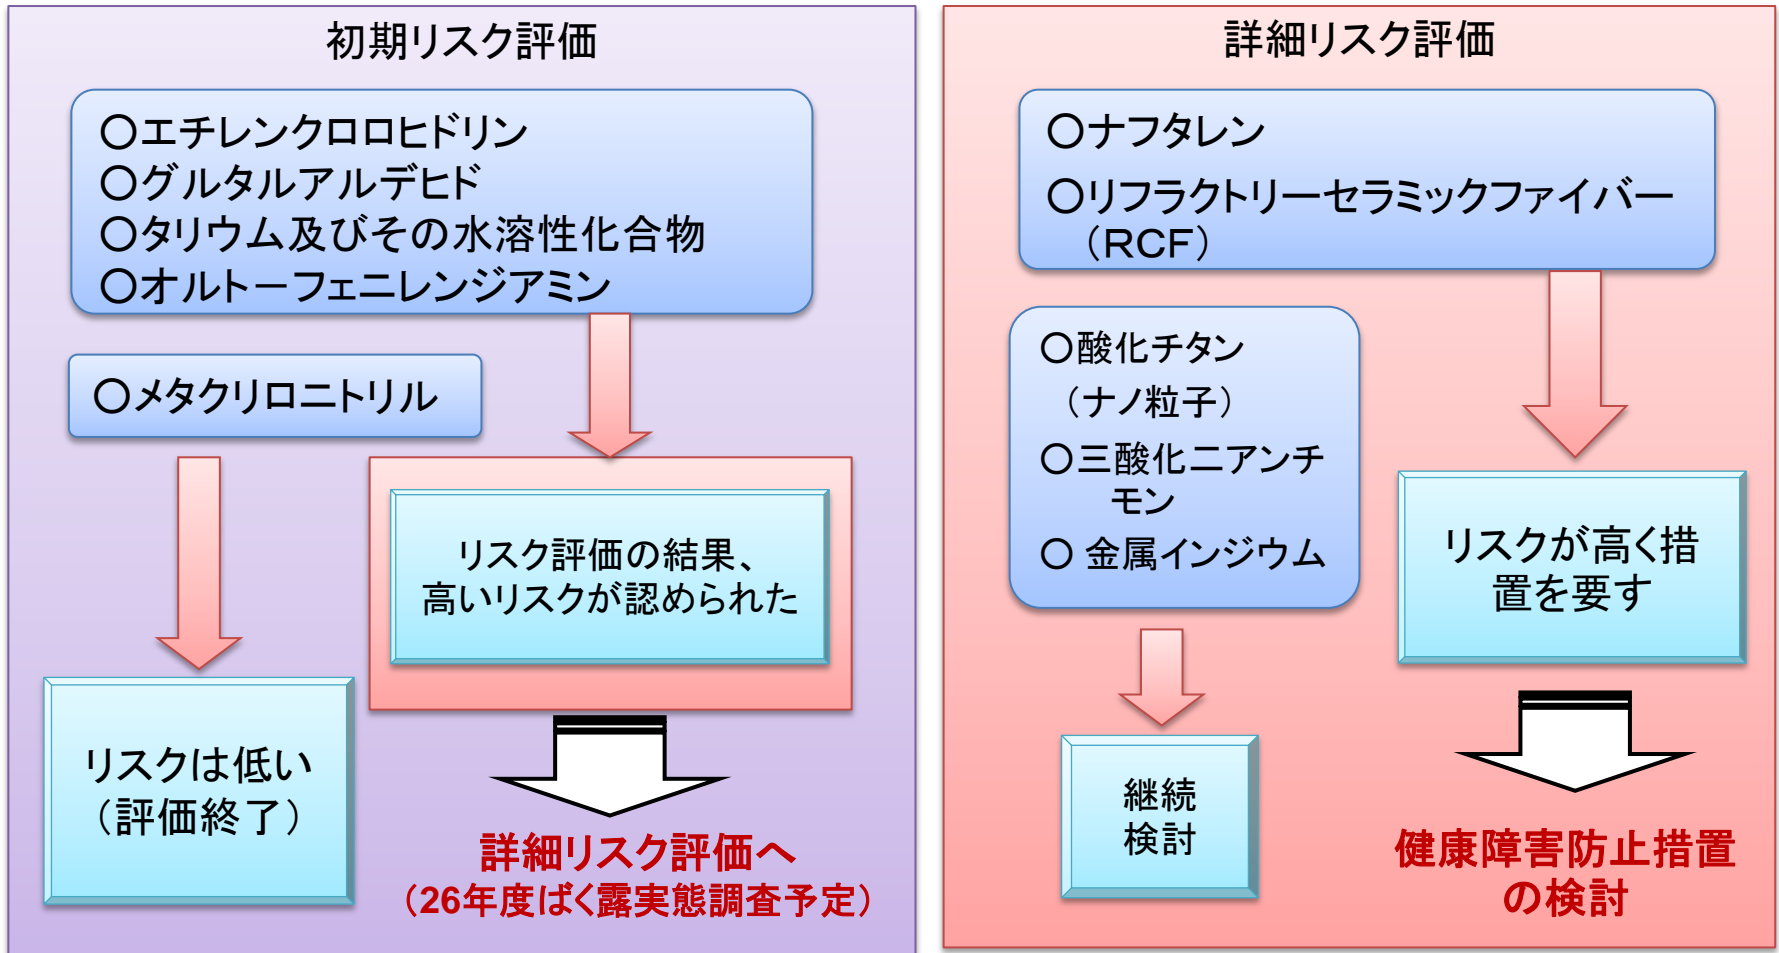 初期リスク評価
〇エチレンクロロヒドリン
〇グルタルアルデヒド
〇タリウム及びその水溶性化合物
〇オルト－フェニレンジアミン
〇メタクリロニトリル
リスク評価の結果、
高いリスクが認められた
リスクは低い
（評価終了）
詳細リスク評価へ
（26年度ばく露実態調査予定）
詳細リスク評価
〇ナフタレン
〇リフラクトリーセラミックファイバー
（ＲＣＦ）
〇酸化チタン
（ナノ粒子）
〇三酸化二アンチ
モン
〇 金属インジウム
リスクが高く措
置を要す
継続
検討
健康障害防止措置
の検討